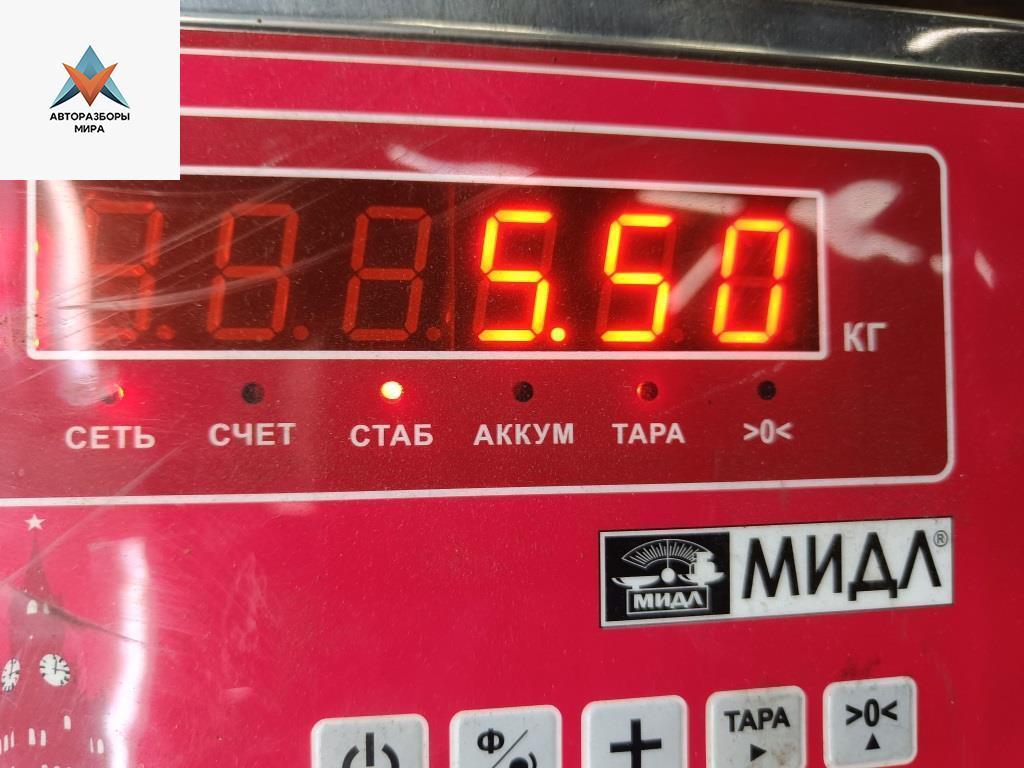 АВТОРАЗБОРЫ
МИРА
5.50
КГ
СЕТЬ СЧЕТ СТАБ АККУМ ТАРА >0<
МИДЛ МИДЛ®
Ф ТАРА >0<